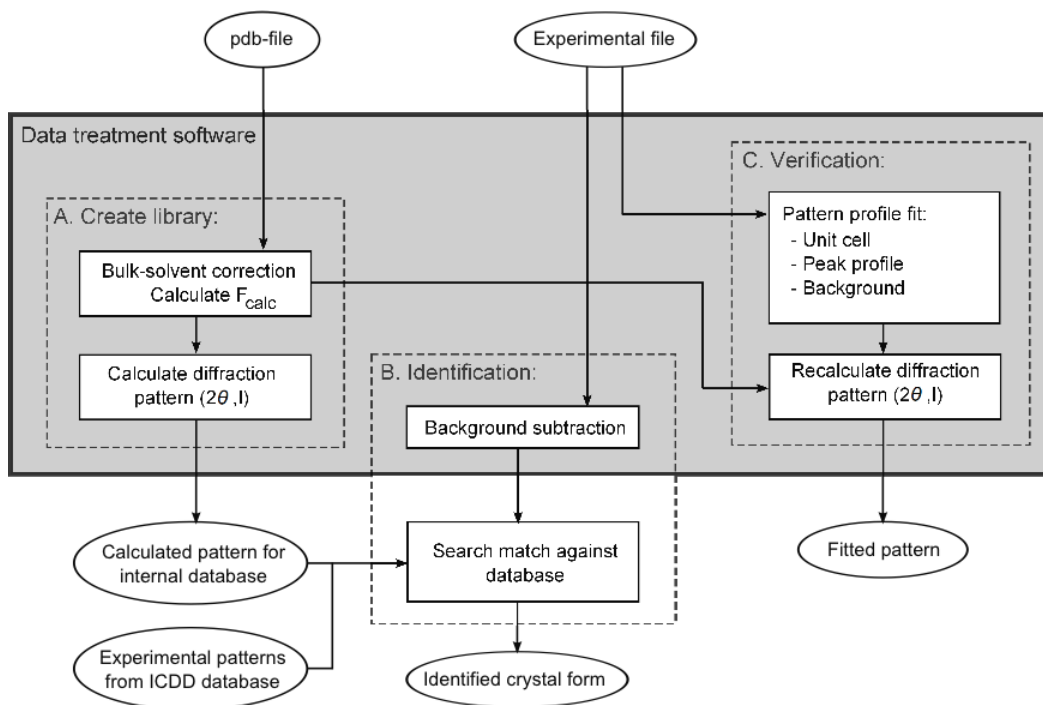 pdb-file
Experimental file
Data treatment software
A. Create library:
Bulk-solvent correction
Calculate Fcalc
Calculate diffraction
pattern (2θ,I)
B. Identification:
Background subtraction
Search match against
database
C. Verification:
Pattern profile fit:
- Unit cell
- Peak profile
- Background
Recalculate diffraction
pattern (2θ,I)
Calculated pattern for
internal database
Experimental patterns
from ICDD database
Identified crystal form
Fitted pattern